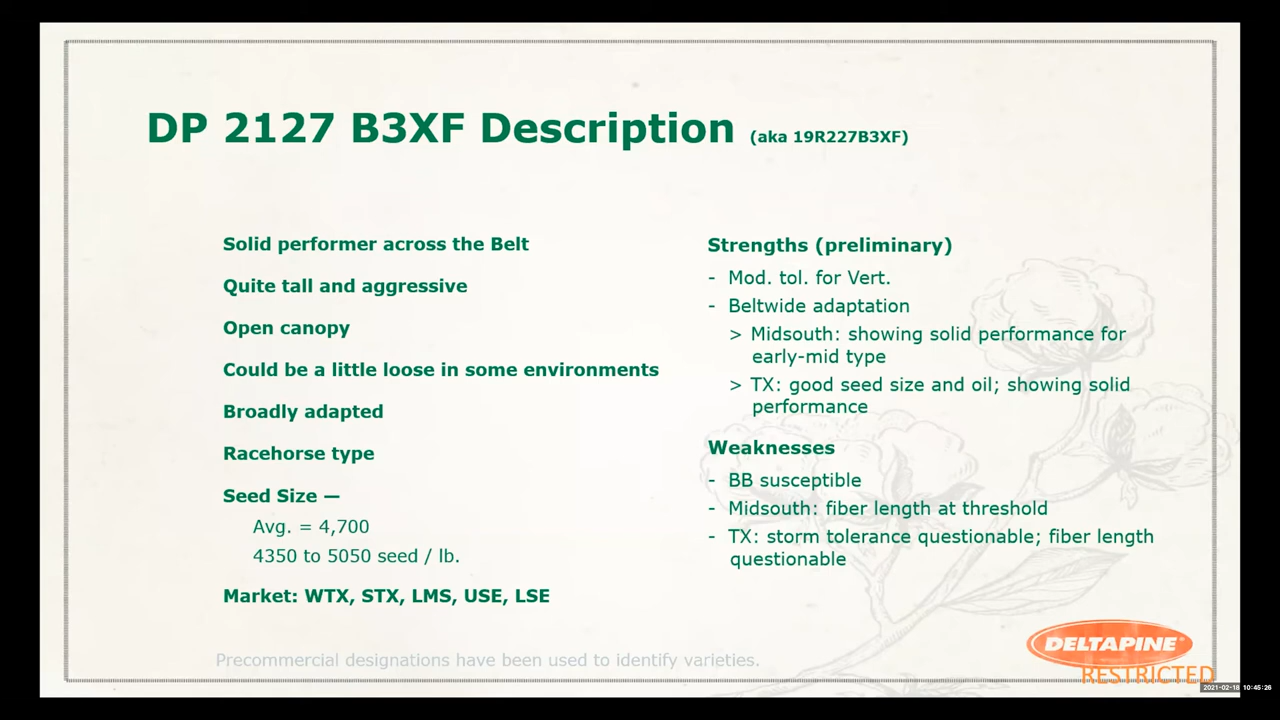 DP 2127 B3XF Description (aka 19R227B3XF)
Solid performer across the Belt
Quite tall and aggressive
Open canopy
Could be a little loose in some environments
Broadly adapted
Racehorse type
Seed Size —
Avg. = 4,700
4350 to 5050 seed / lb.
Market: WTX, STX, LMS, USE, LSE
Strengths (preliminary)
- Mod. tol. for Vert.
- Beltwide adaptation
> Midsouth: showing solid performance for
early-mid type
> TX: good seed size and oil; showing solid
performance
Weaknesses
- BB susceptible
- Midsouth: fiber length at threshold
- TX: storm tolerance questionable; fiber length
questionable
Precommercial designations have been used to identify varieties.
DELTAPINE®
RESTRICTED
2021-02-18 10:45:26